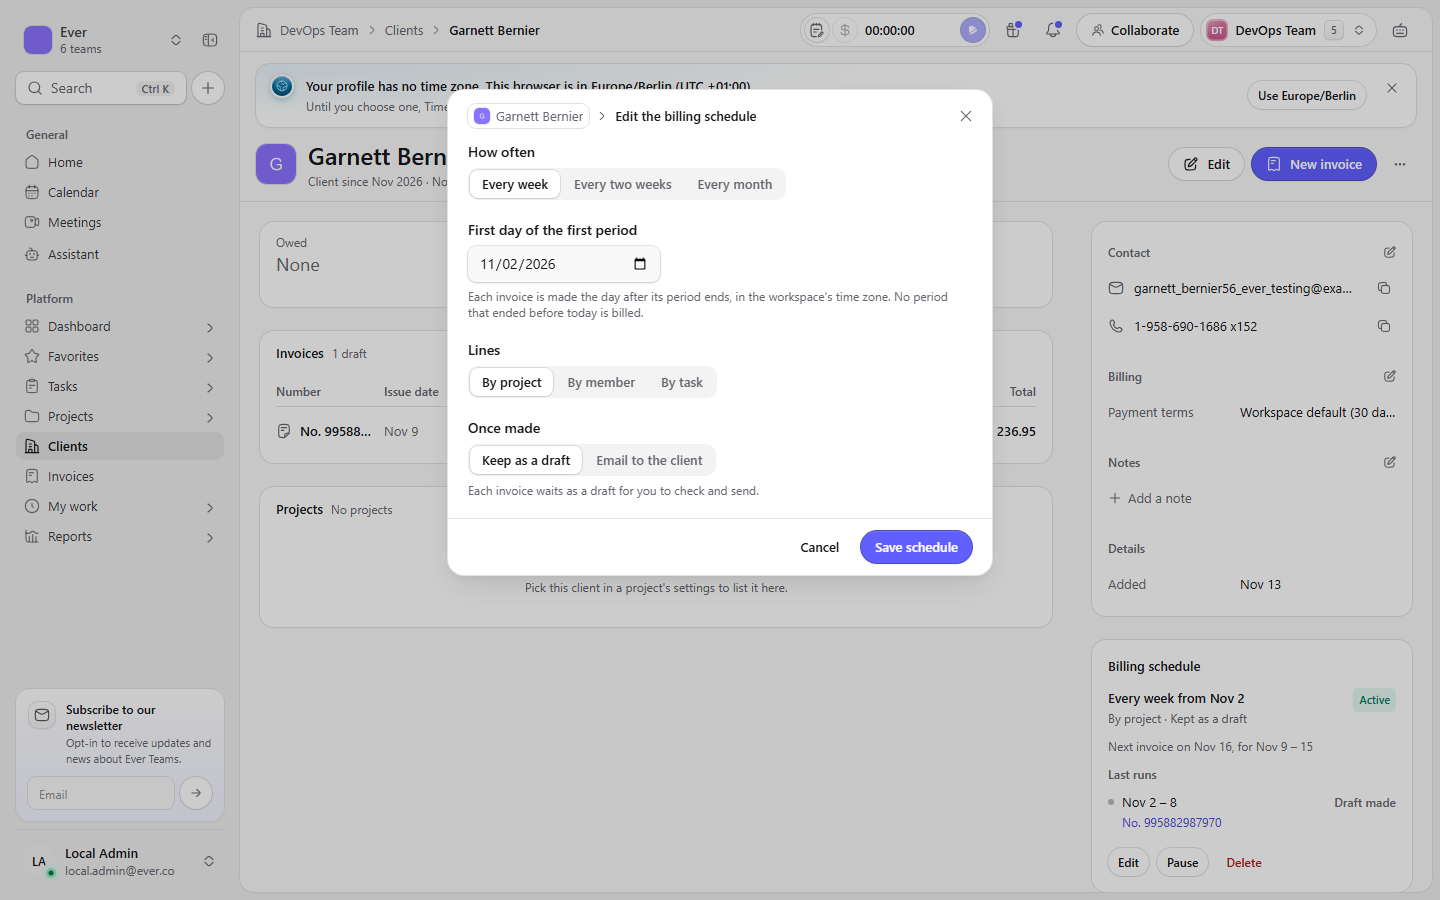 Ever
6 teams
Search
Ctrl K
General
Home
Calendar
Meetings
Assistant
Platform
Dashboard
Favorites
Tasks
Projects
Clients
Invoices
My work
Reports
Subscribe to our
newsletter
Opt-in to receive updates and
news about Ever Teams.
Email
LA
Local Admin
local.admin@ever.co
DevOps Team
Clients
Garnett Bernier
00:00:00
Collaborate
DT
DevOps Team
5
Your profile has no time zone. This browser is in Europe/Berlin (UTC +01:00)
Until you choose one, Time
Use Europe/Berlin
G
Garnett Bern
Client since Nov 2026 · No
Edit
New invoice
Owed
None
Invoices 1 draft
Number Issue date Total
No. 99588... Nov 9 236.95
Projects No projects
Pick this client in a project's settings to list it here.
G Garnett Bernier
Edit the billing schedule
How often
Every week Every two weeks Every month
First day of the first period
11/02/2026
Each invoice is made the day after its period ends, in the workspace's time zone. No period
that ended before today is billed.
Lines
By project By member By task
Once made
Keep as a draft Email to the client
Each invoice waits as a draft for you to check and send.
Cancel
Save schedule
Contact
garnett_bernier56_ever_testing@exa...
1-958-690-1686 x152
Billing
Payment terms Workspace default (30 da...
Notes
Add a note
Details
Added Nov 13
Billing schedule
Every week from Nov 2
Active
By project · Kept as a draft
Next invoice on Nov 16, for Nov 9 – 15
Last runs
Nov 2 – 8 Draft made
No. 995882987970
Edit
Pause
Delete